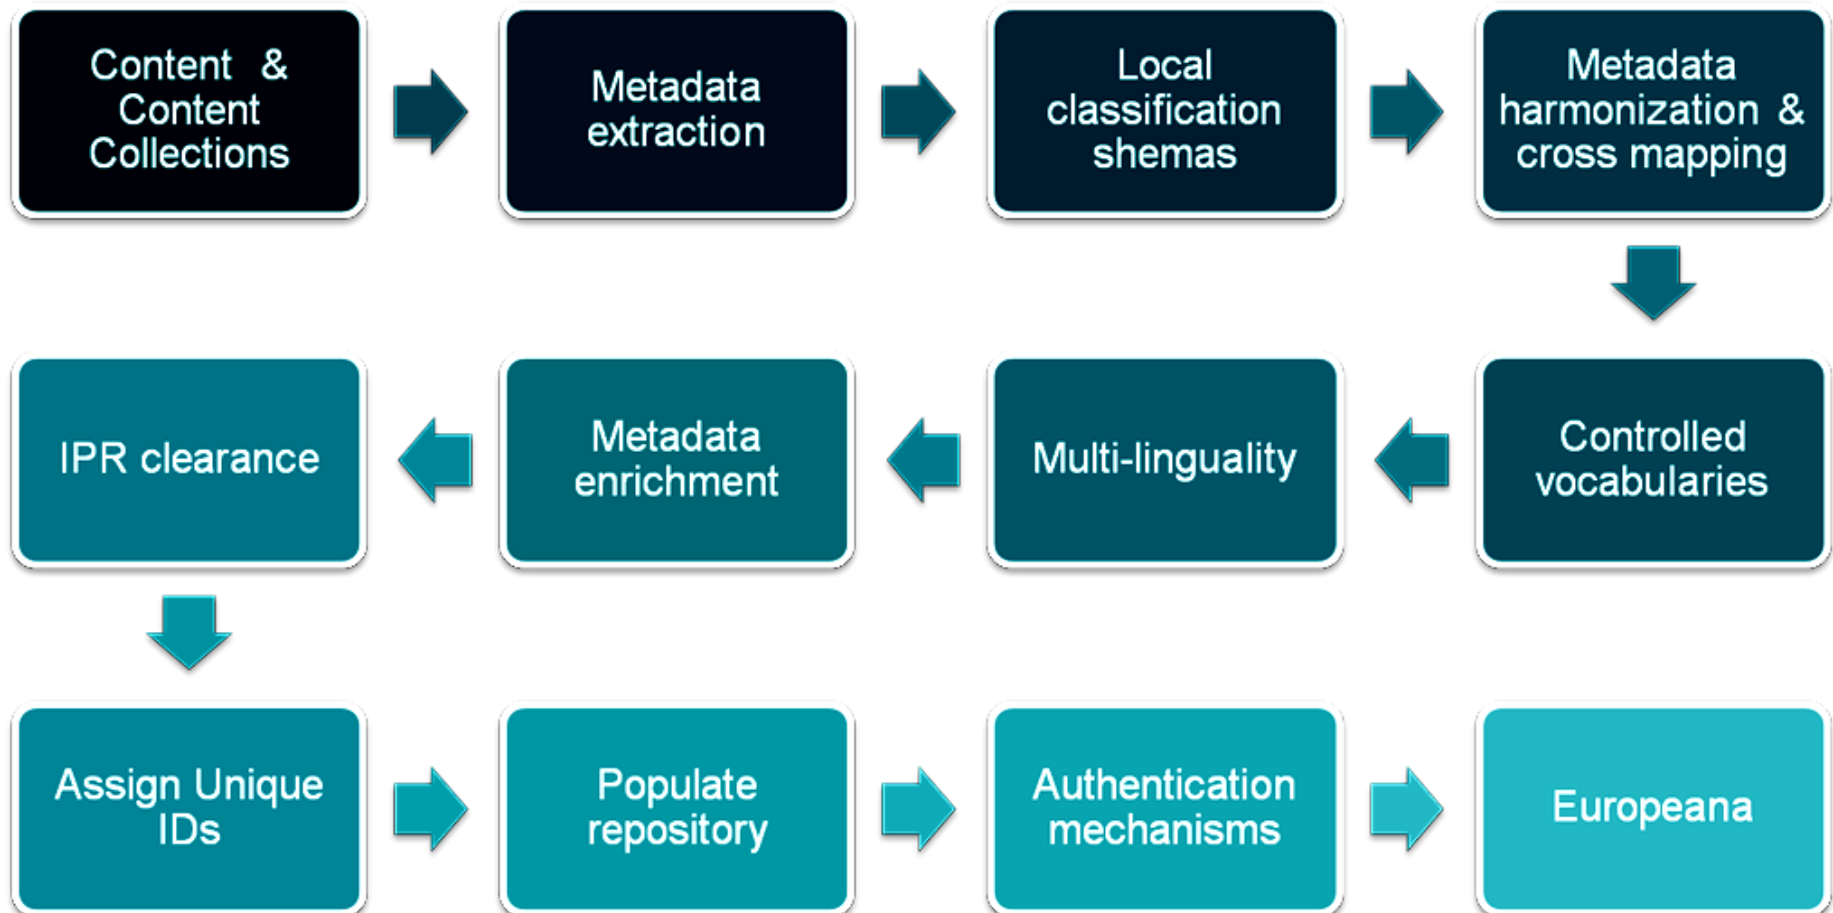 Content &
Content
Collections
Metadata
extraction
Local
classification
shemas
Metadata
harmonization &
cross mapping
Controlled
vocabularies
Multi-linguality
Metadata
enrichment
IPR clearance
Assign Unique
IDs
Populate
repository
Authentication
mechanisms
Europeana